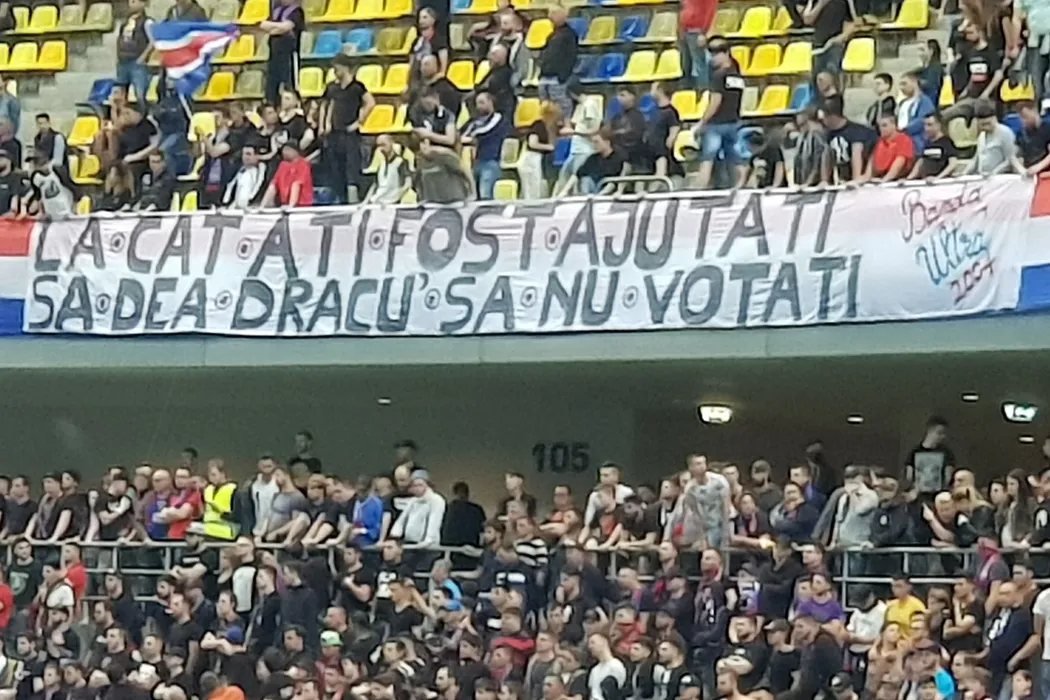 LA·CAT·ATI·FOST·AJUTATI
SA·DEA·DRACU'·SA·NU·VOTATI
Banda
Ultra
2004
105